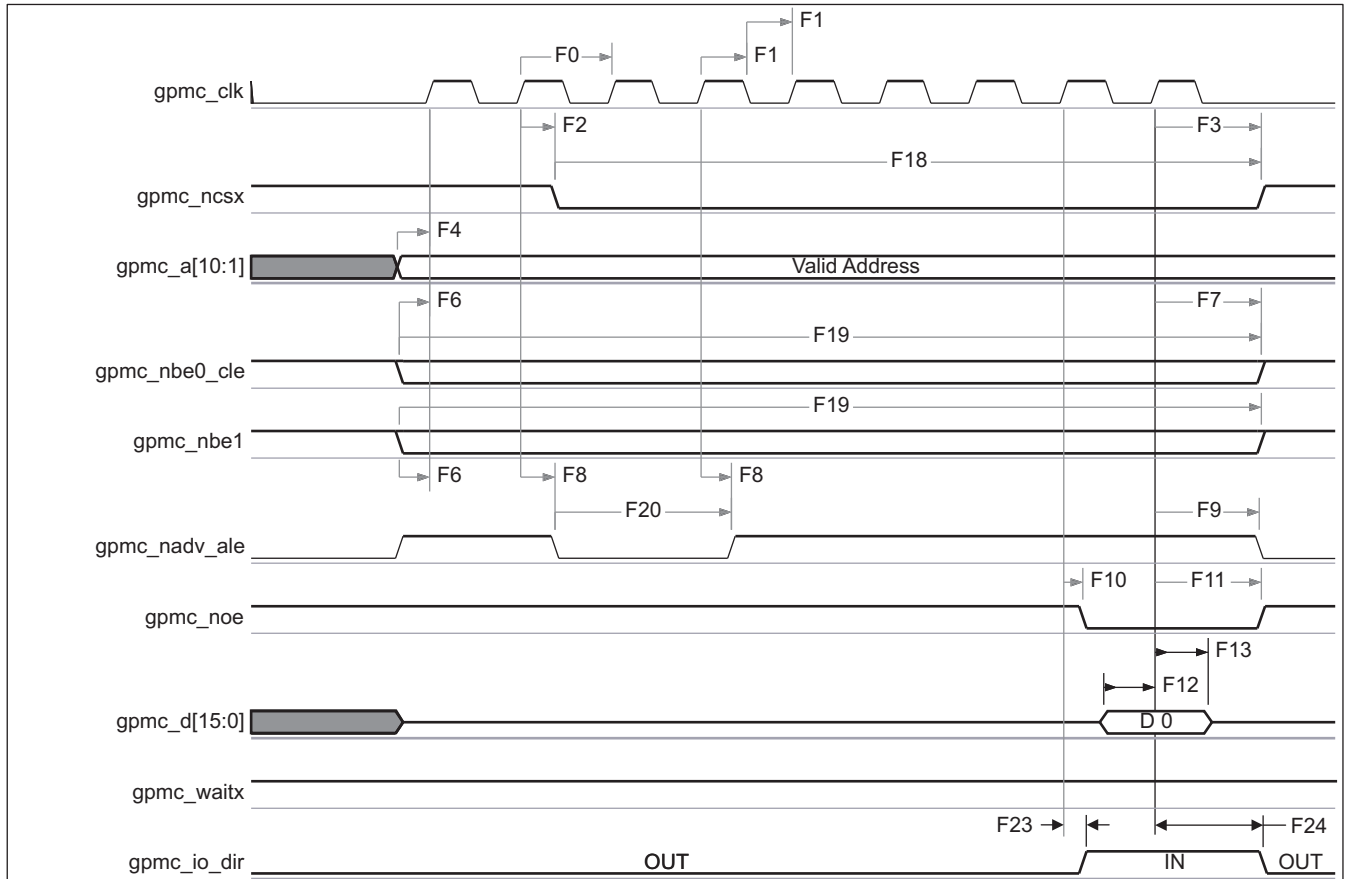 F1
F0 F1
gpmc_clk
F2 F3
F18
gpmc_ncsx
F4
gpmc_a[10:1] Valid Address
F6 F7
F19
gpmc_nbe0_cle
F19
gpmc_nbe1
F6 F8 F8
F20 F9
gpmc_nadv_ale
F10 F11
gpmc_noe
F13
F12
gpmc_d[15:0] D 0
gpmc_waitx
F23 F24
gpmc_io_dir OUT IN OUT